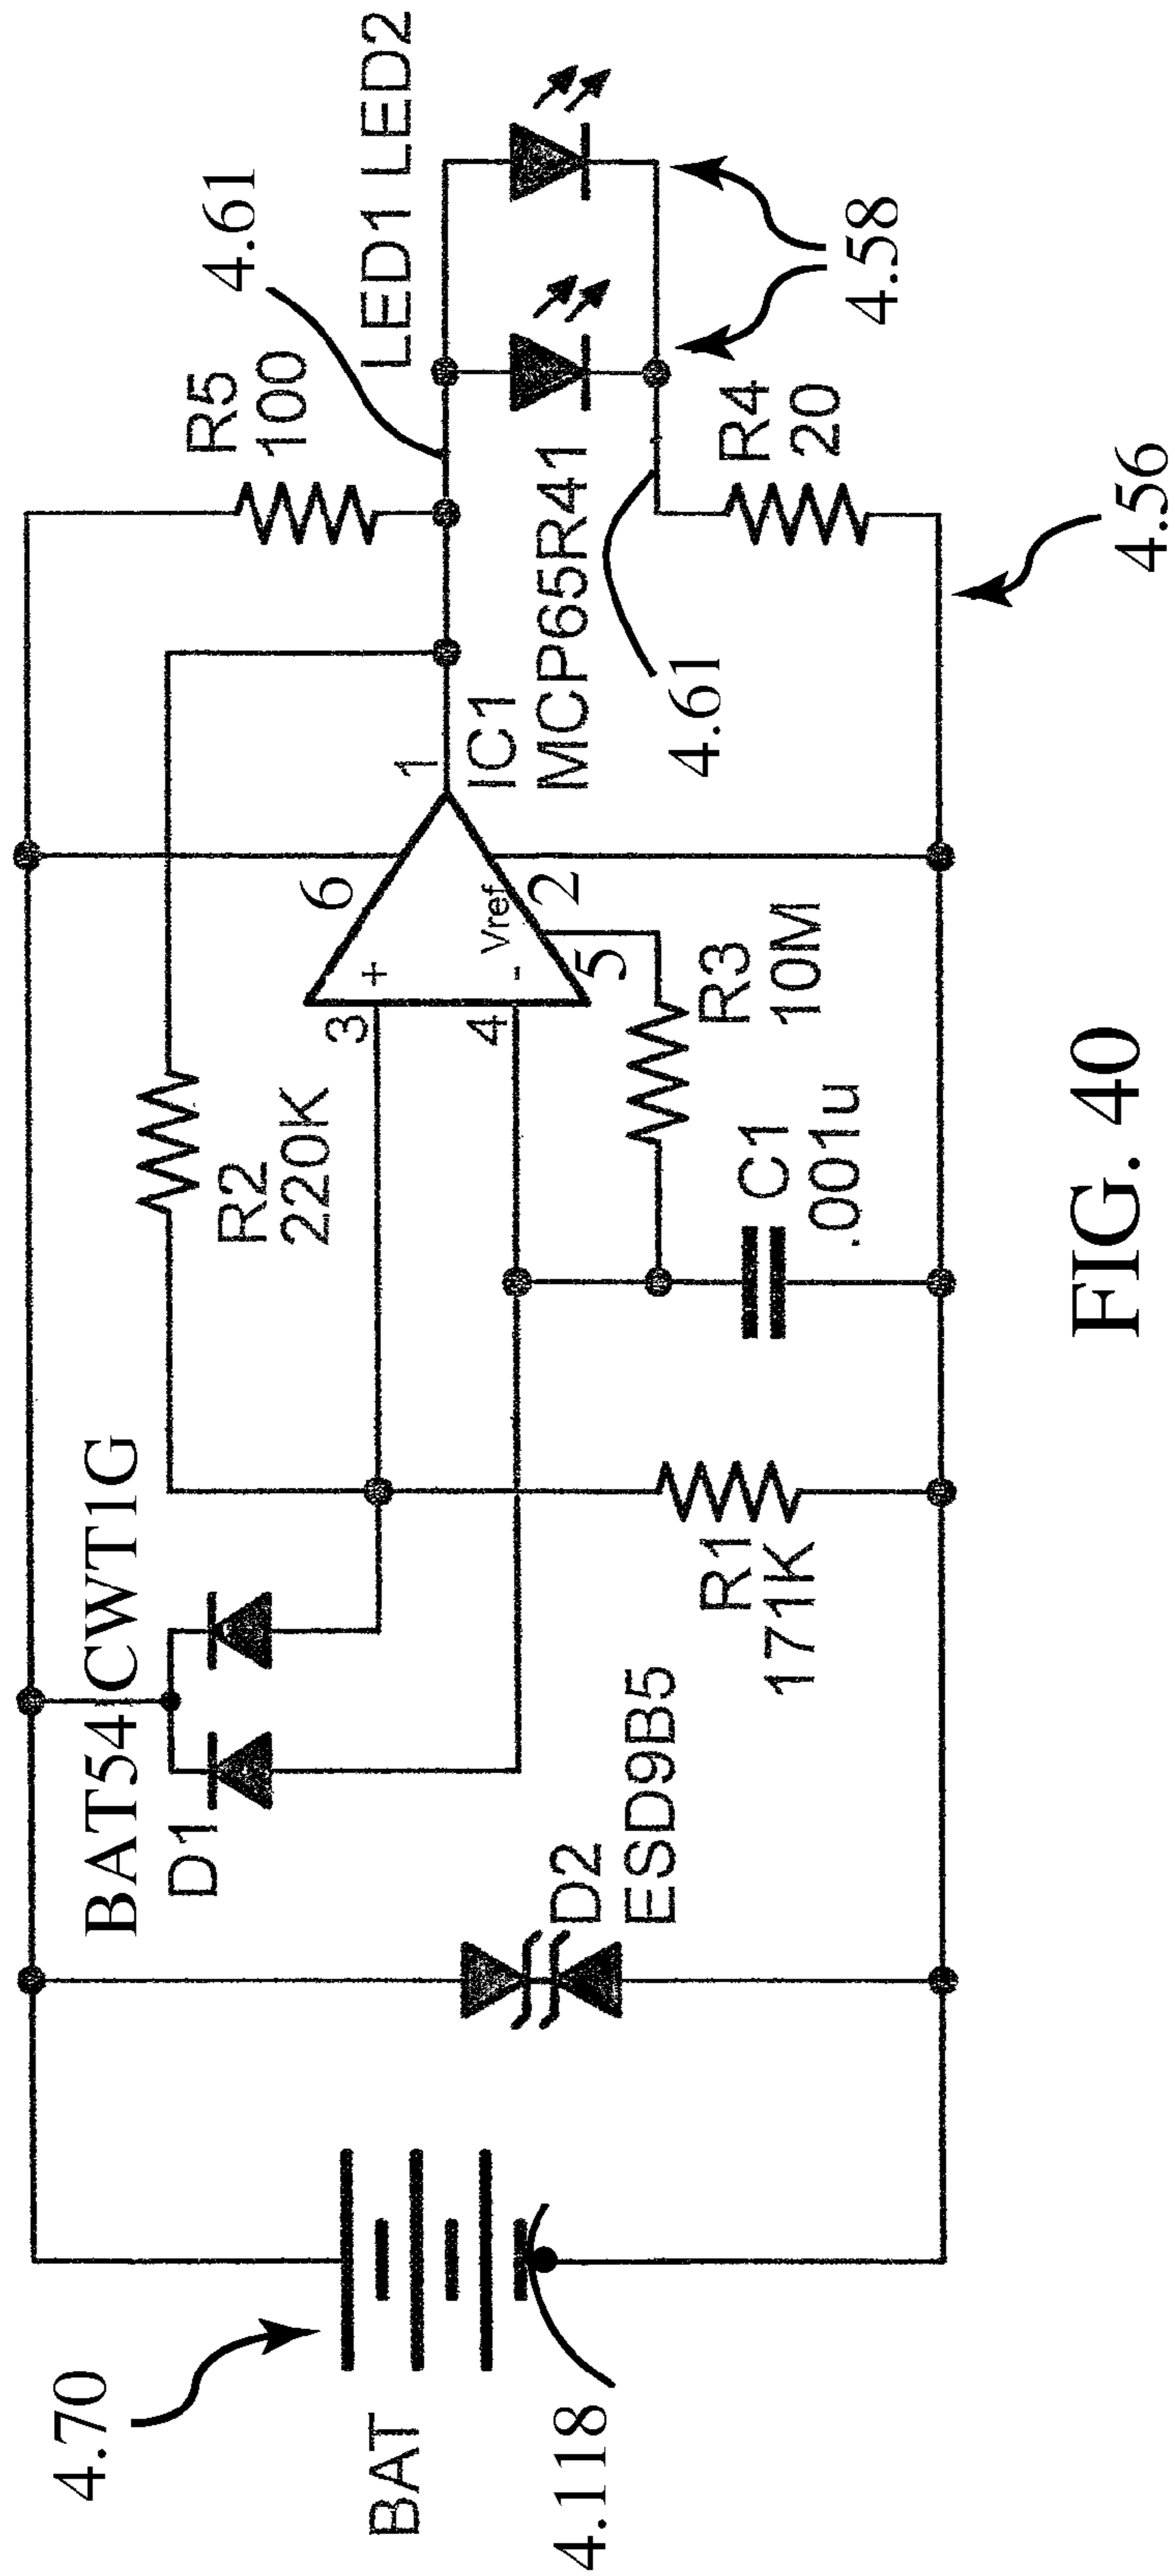 4.70
BAT
4.118
BAT54CWT1G
D1
D2
ESD9B5
R1
171K
R2
220K
3
4
+
-
Vref
6
5
2
1
C1
.001u
R3
10M
IC1
MCP65R41
R5
100
4.61
LED1 LED2
4.61
R4
20
4.58
4.56
FIG. 40